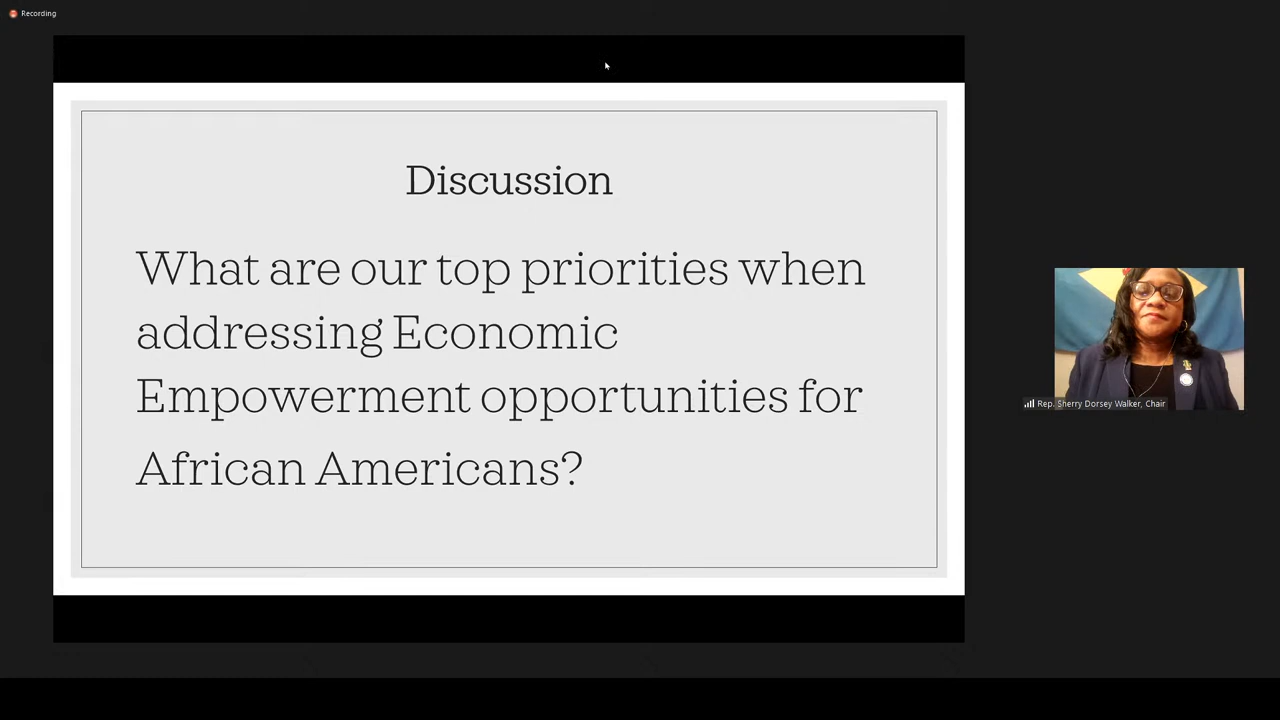 Recording
Discussion
What are our top priorities when
addressing Economic
Empowerment opportunities for
African Americans?
Rep. Sherry Dorsey Walker, Chair